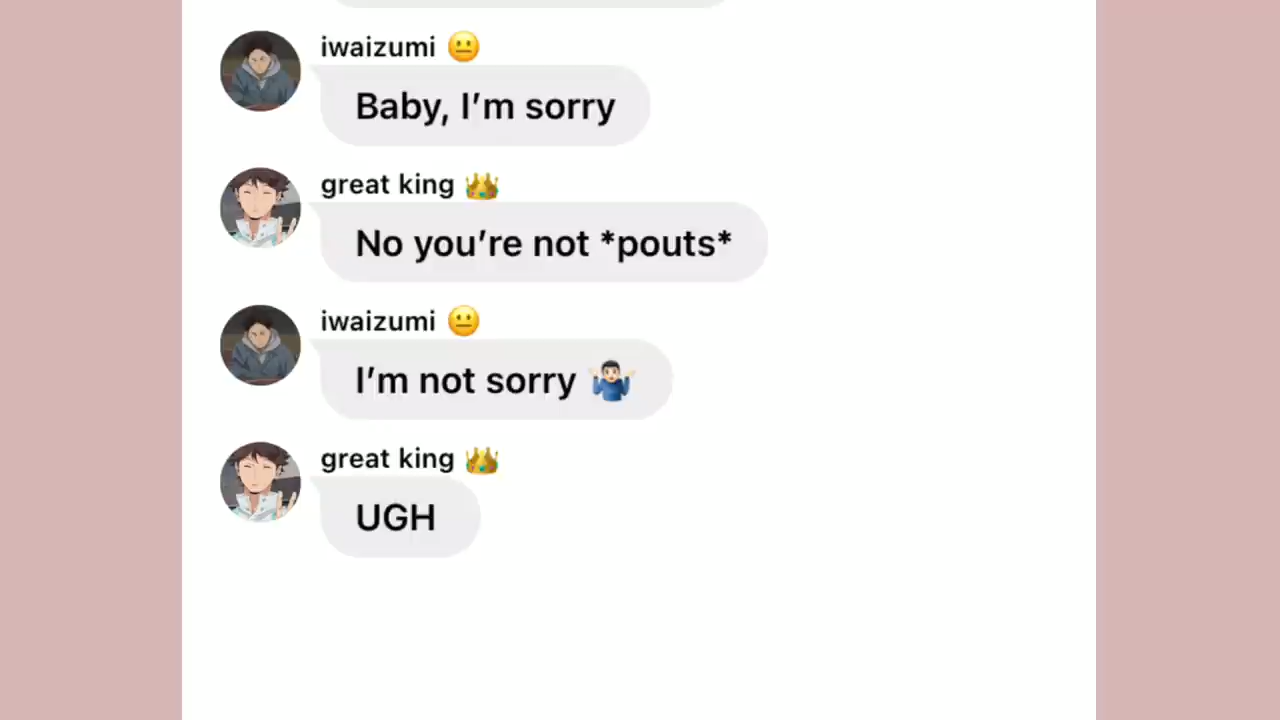 iwaizumi 😐
Baby, I’m sorry
great king 👑
No you’re not *pouts*
iwaizumi 😐
I’m not sorry 🤷🏻‍♂️
great king 👑
UGH